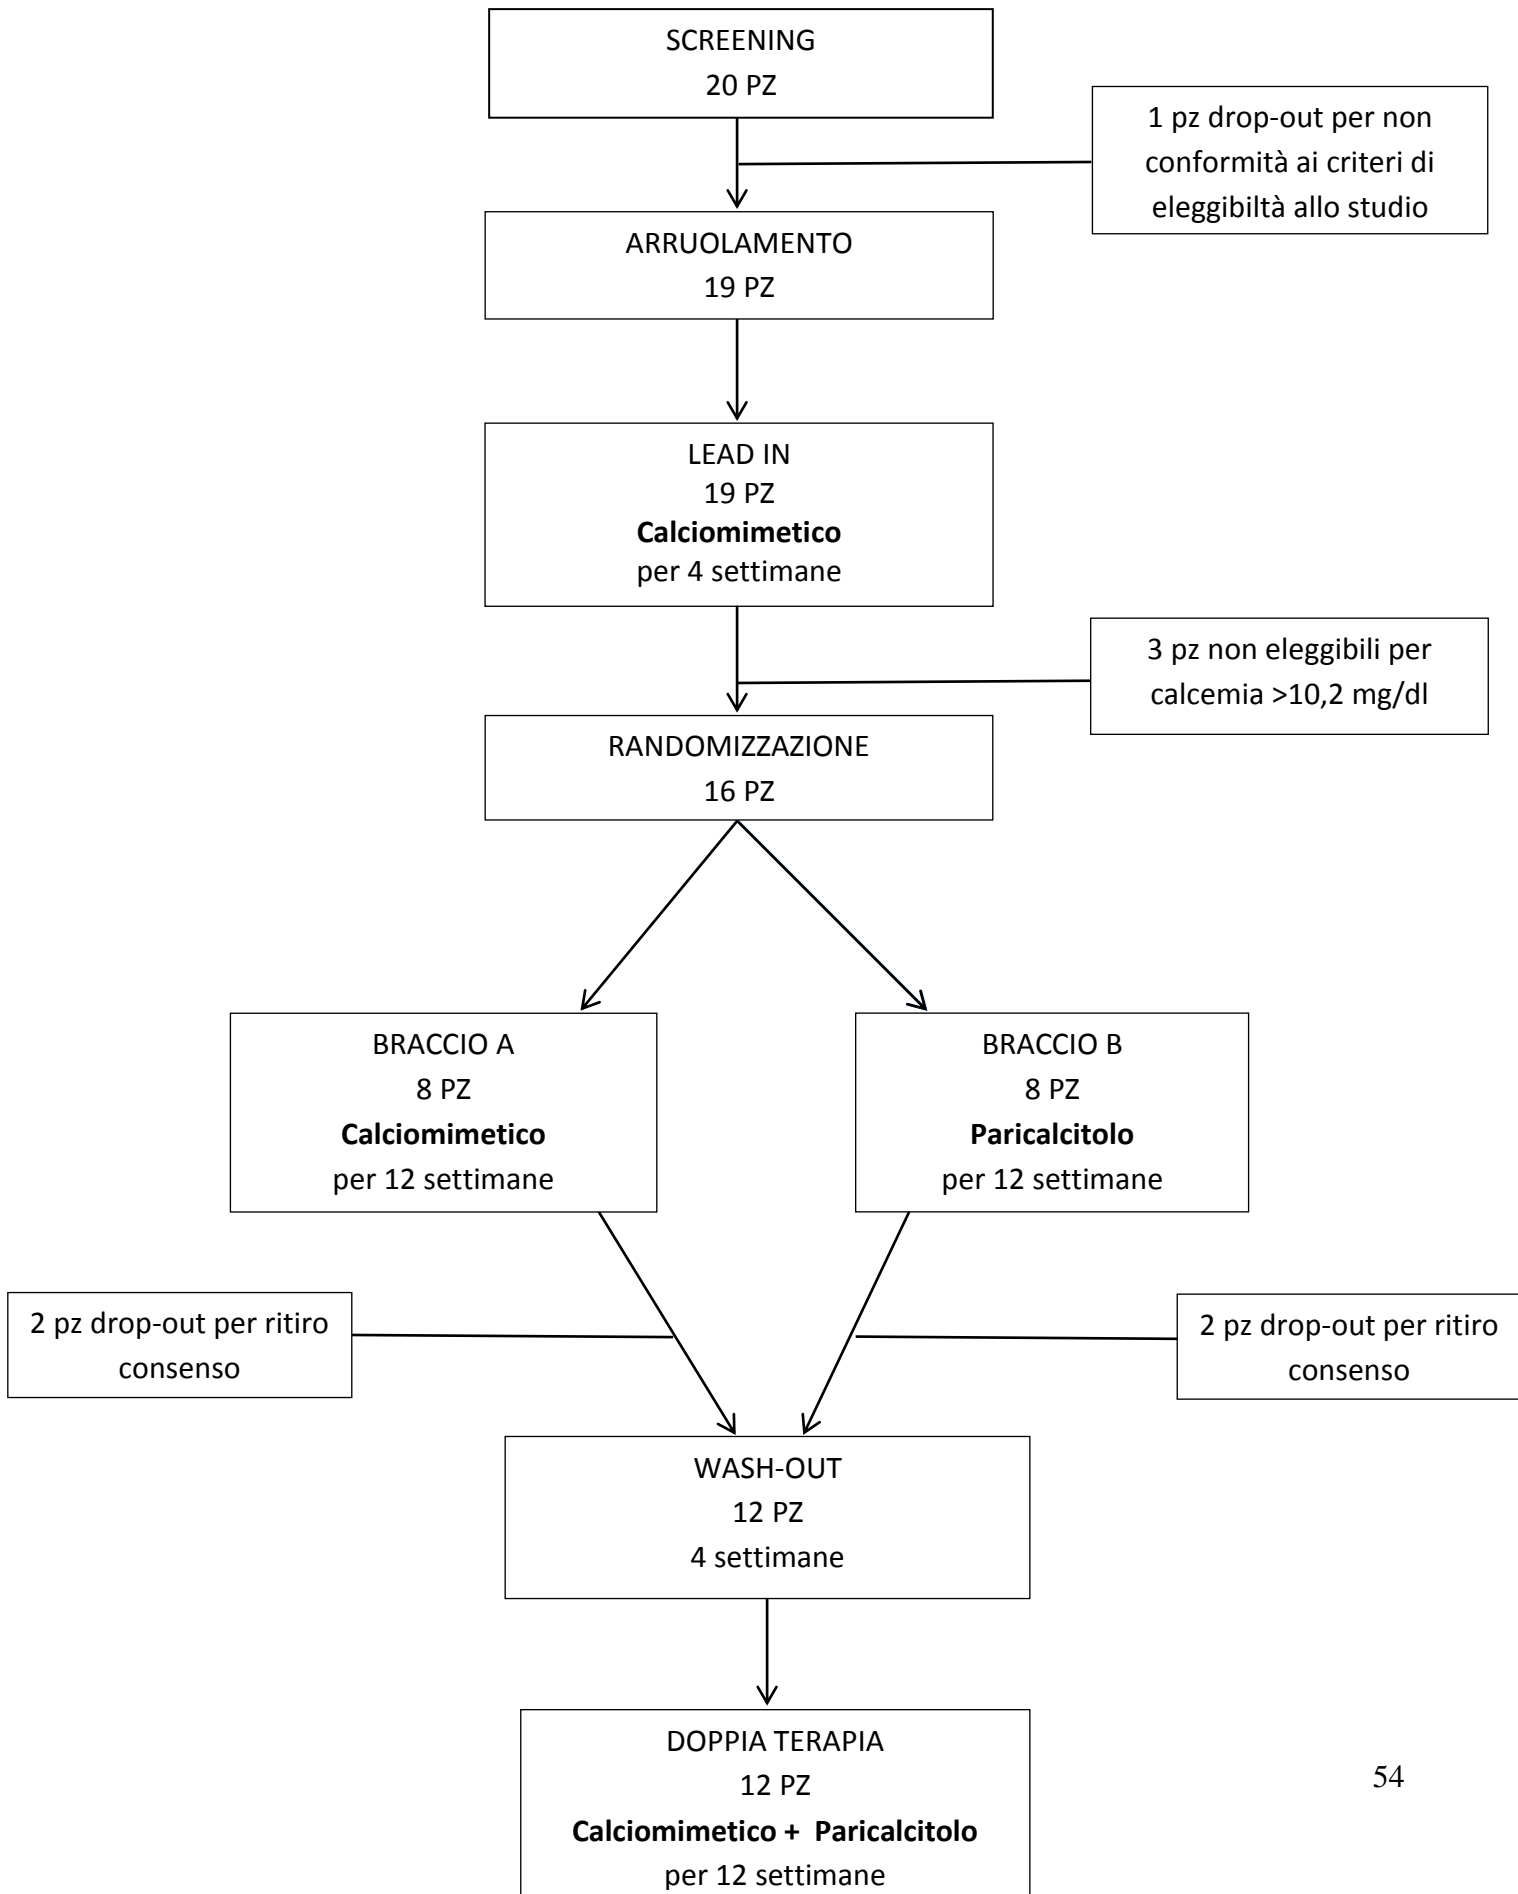 SCREENING
20 PZ
1 pz drop-out per non
conformità ai criteri di
eleggibiltà allo studio
ARRUOLAMENTO
19 PZ
LEAD IN
19 PZ
Calciomimetico
per 4 settimane
3 pz non eleggibili per
calcemia >10,2 mg/dl
RANDOMIZZAZIONE
16 PZ
BRACCIO A
8 PZ
Calciomimetico
per 12 settimane
BRACCIO B
8 PZ
Paricalcitolo
per 12 settimane
2 pz drop-out per ritiro
consenso
2 pz drop-out per ritiro
consenso
WASH-OUT
12 PZ
4 settimane
DOPPIA TERAPIA
12 PZ
Calciomimetico + Paricalcitolo
per 12 settimane
54